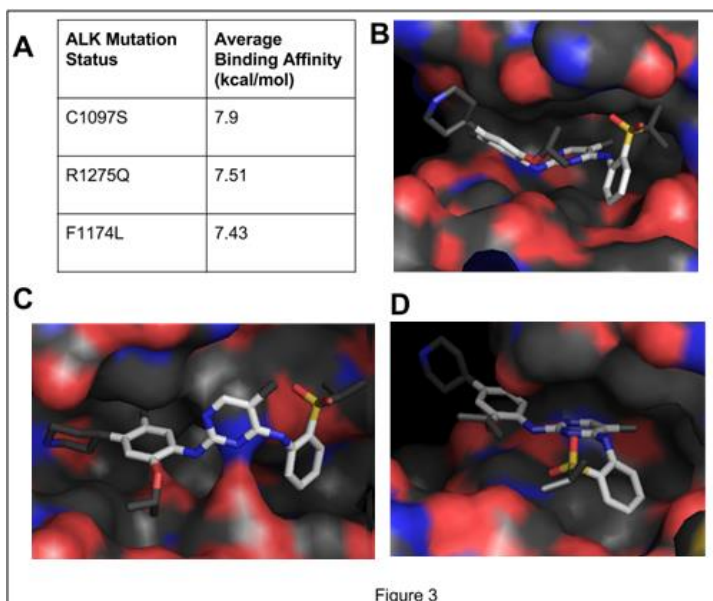 A
ALK Mutation Status
Average Binding Affinity (kcal/mol)
C1097S 7.9
R1275Q 7.51
F1174L 7.43
B
C
D
Figure 3